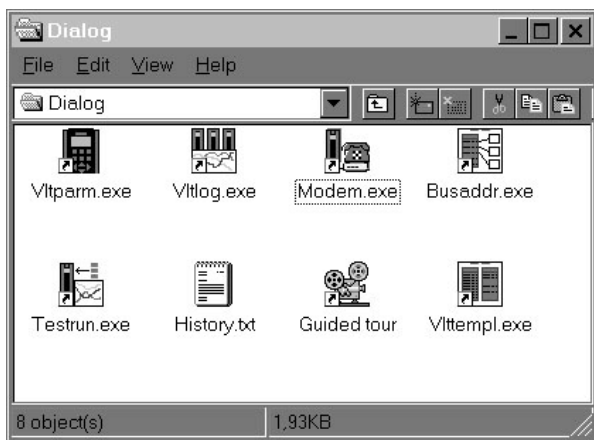 Dialog
File Edit View Help
Dialog
Vltparm.exe Vltlog.exe Modem.exe Busaddr.exe
Testrun.exe History.txt Guided tour Vlttempl.exe
8 object(s) 1,93KB